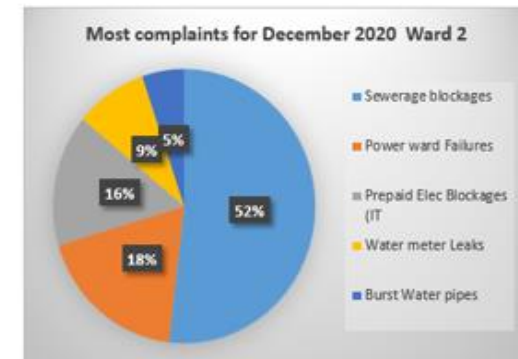 Most complaints for December 2020 Ward 2
5%
9%
16%
52%
18%
Sewerage blockages
Power ward Failures
Prepaid Elec Blockages
(IT
Water meter Leaks
Burst Water pipes